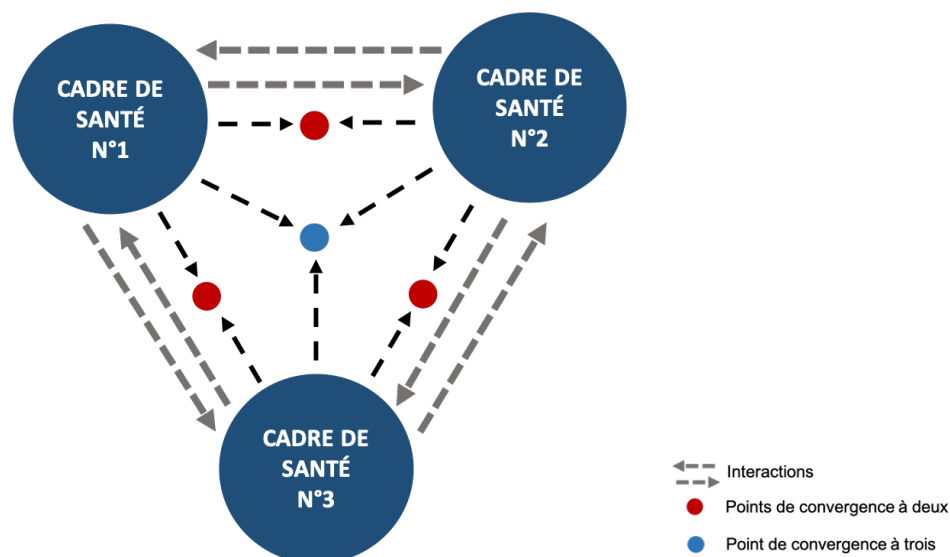 CADRE DE
SANTÉ
N°1
CADRE DE
SANTÉ
N°2
CADRE DE
SANTÉ
N°3
Interactions
Points de convergence à deux
Point de convergence à trois